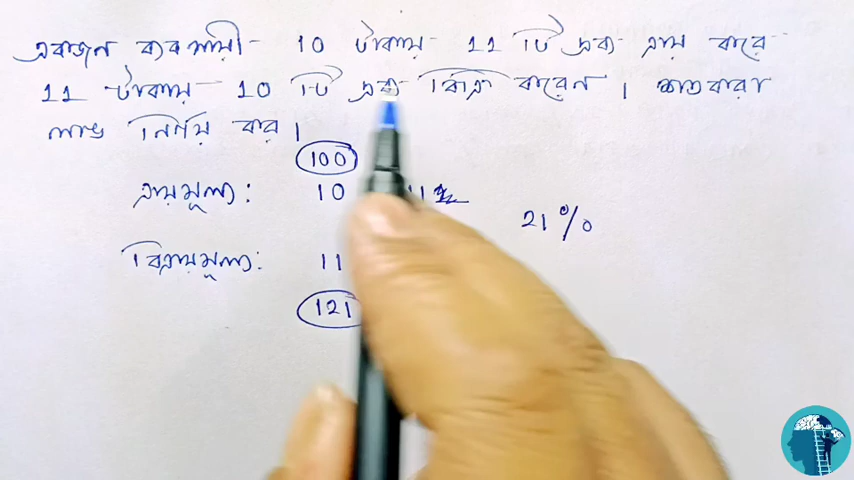 একজন ব্যবসায়ী 10 টাকায় 11 টি দ্রব্য ক্রয় করে
11 টাকায় 10 টি দ্রব্য বিক্রি করেন। শতকরা
লাভ নির্ণয় কর।
100
ক্রয়মূল্য: 10
21%
বিক্রয়মূল্য: 11
121